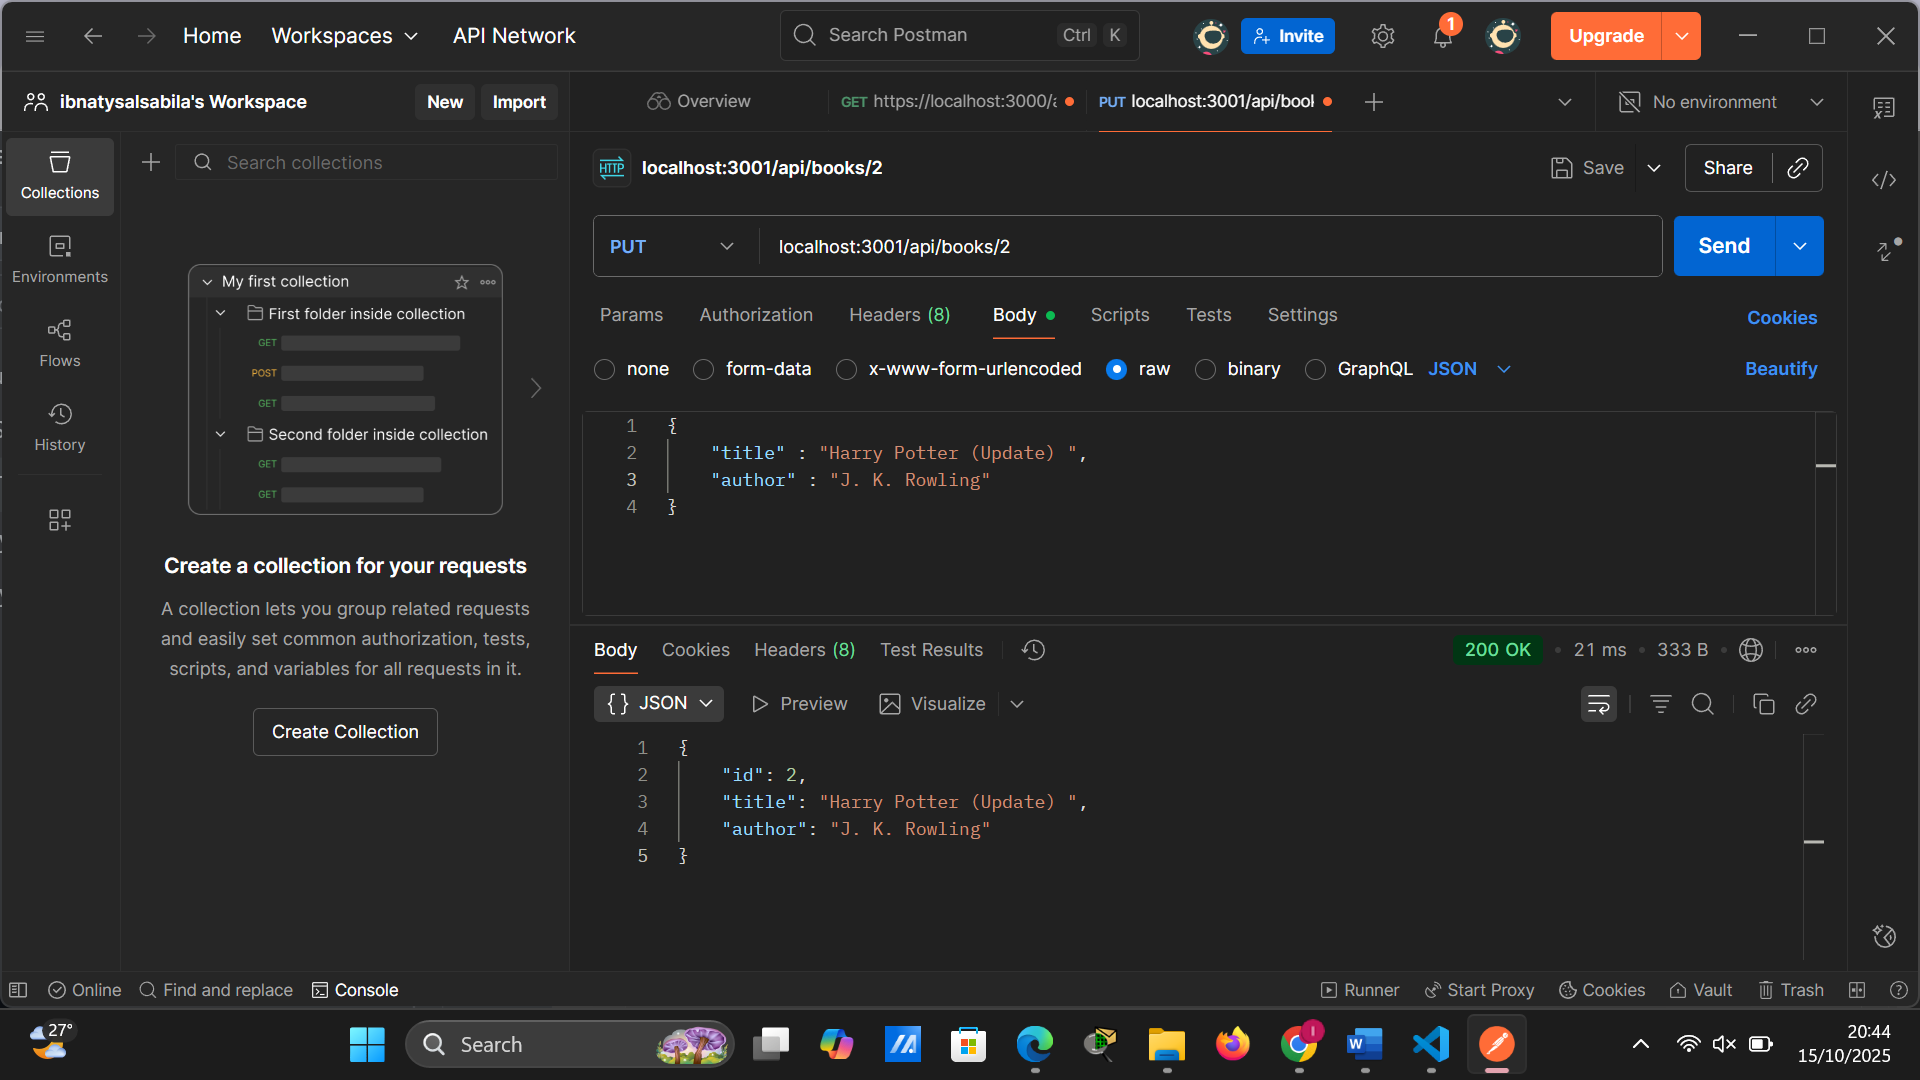 Home Workspaces API Network Search Postman Ctrl K Invite 1 Upgrade
ibnatysalsabila's Workspace New Import Overview GET https://localhost:3000/a PUT localhost:3001/api/book No environment
Collections
Search collections
Environments
Flows
History
My first collection
First folder inside collection
GET
POST
GET
Second folder inside collection
GET
GET
Create a collection for your requests
A collection lets you group related requests
and easily set common authorization, tests,
scripts, and variables for all requests in it.
Create Collection
HTTP localhost:3001/api/books/2 Save Share
PUT localhost:3001/api/books/2 Send
Params Authorization Headers (8) Body Scripts Tests Settings Cookies
none form-data x-www-form-urlencoded raw binary GraphQL JSON Beautify
1 {
2 "title" : "Harry Potter (Update) ",
3 "author" : "J. K. Rowling"
4 }
Body Cookies Headers (8) Test Results 200 OK • 21 ms • 333 B
{} JSON Preview Visualize
1 {
2 "id": 2,
3 "title": "Harry Potter (Update) ",
4 "author": "J. K. Rowling"
5 }
Online Find and replace Console Runner Start Proxy Cookies Vault Trash
27° Search 20:44
15/10/2025